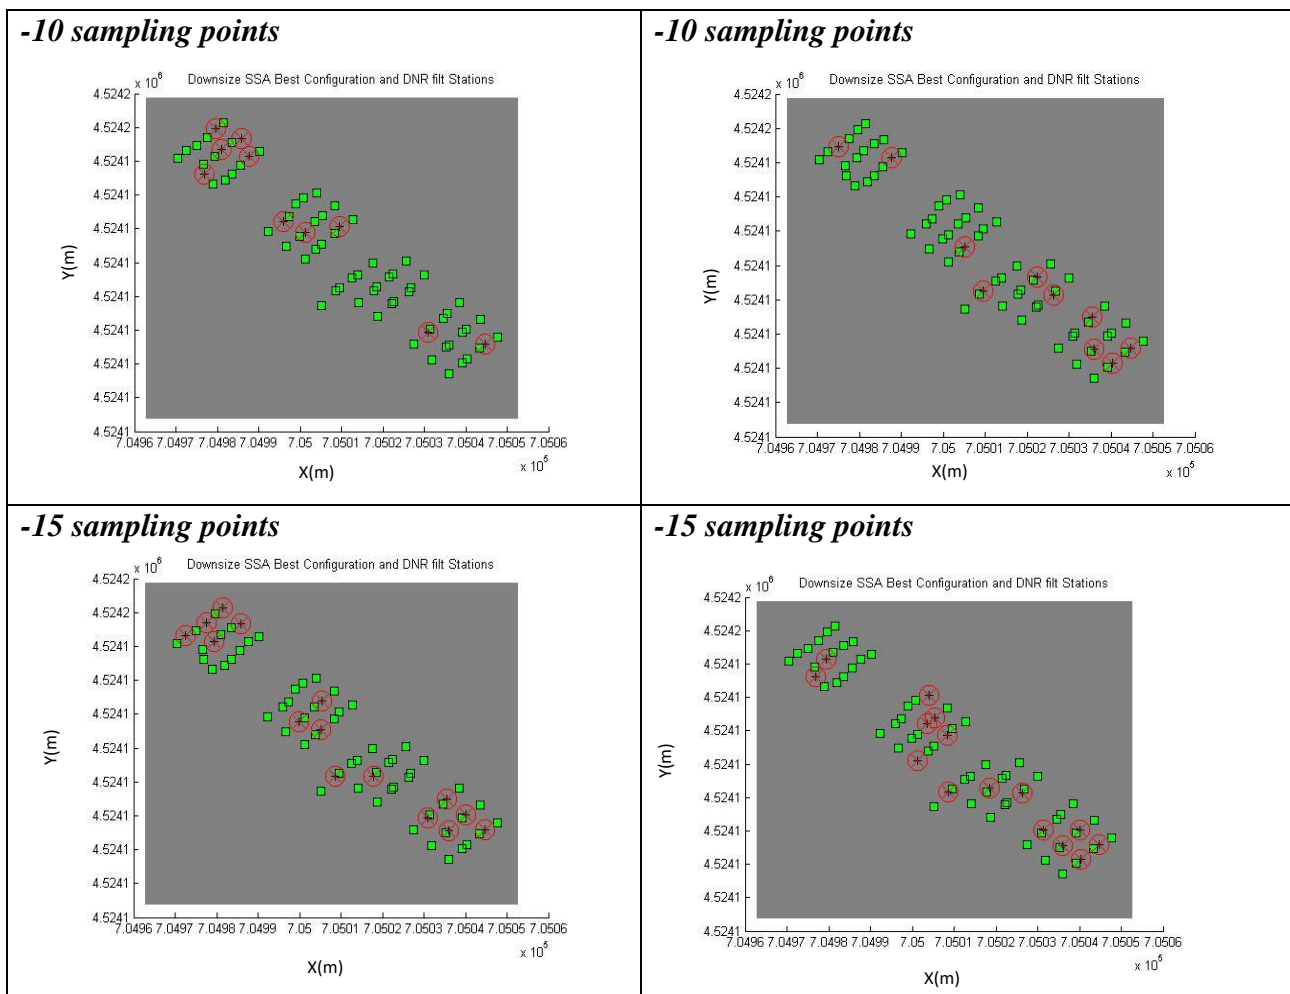 -10 sampling points
Downsize SSA Best Configuration and DNR filt Stations
x 10^6
4.5242
4.5242
4.5241
4.5241
4.5241
4.5241
4.5241
4.5241
4.5241
4.5241
4.5241
Y(m)
7.0496 7.0497 7.0498 7.0499 7.05 7.0501 7.0502 7.0503 7.0504 7.0505 7.0506
x 10^5
X(m)
-10 sampling points
Downsize SSA Best Configuration and DNR filt Stations
x 10^6
4.5242
4.5242
4.5241
4.5241
4.5241
4.5241
4.5241
4.5241
4.5241
4.5241
4.5241
Y(m)
7.0496 7.0497 7.0498 7.0499 7.05 7.0501 7.0502 7.0503 7.0504 7.0505 7.0506
x 10^5
X(m)
-15 sampling points
Downsize SSA Best Configuration and DNR filt Stations
x 10^6
4.5242
4.5242
4.5241
4.5241
4.5241
4.5241
4.5241
4.5241
4.5241
4.5241
4.5241
Y(m)
7.0496 7.0497 7.0498 7.0499 7.05 7.0501 7.0502 7.0503 7.0504 7.0505 7.0506
x 10^5
X(m)
-15 sampling points
Downsize SSA Best Configuration and DNR filt Stations
x 10^6
4.5242
4.5242
4.5241
4.5241
4.5241
4.5241
4.5241
4.5241
4.5241
4.5241
4.5241
Y(m)
7.0496 7.0497 7.0498 7.0499 7.05 7.0501 7.0502 7.0503 7.0504 7.0505 7.0506
x 10^5
X(m)